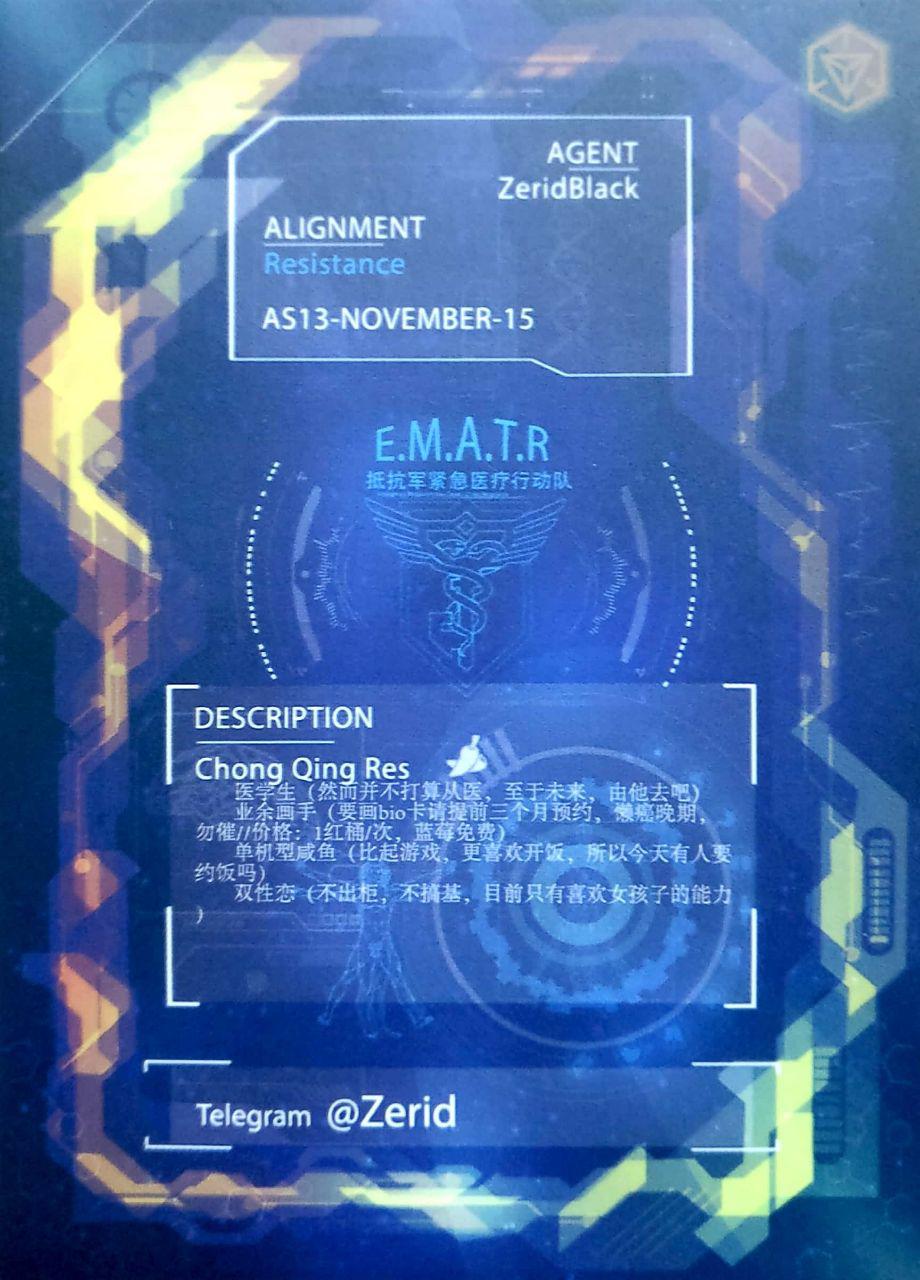 AGENT
ZeridBlack
ALIGNMENT
Resistance
AS13-NOVEMBER-15
E.M.A.T.R
抵抗军紧急医疗行动队
DESCRIPTION
Chong Qing Res
医学生（然而并不打算从医，至于未来，由他去吧）
业余画手（要画bio卡请提前三个月预约，懒癌晚期，
勿催//价格：1红桶/次，蓝莓免费）
单机型咸鱼（比起游戏，更喜欢开饭，所以今天有人要
约饭吗）
双性恋（不出柜，不搞基，目前只有喜欢女孩子的能力
）
Telegram @Zerid